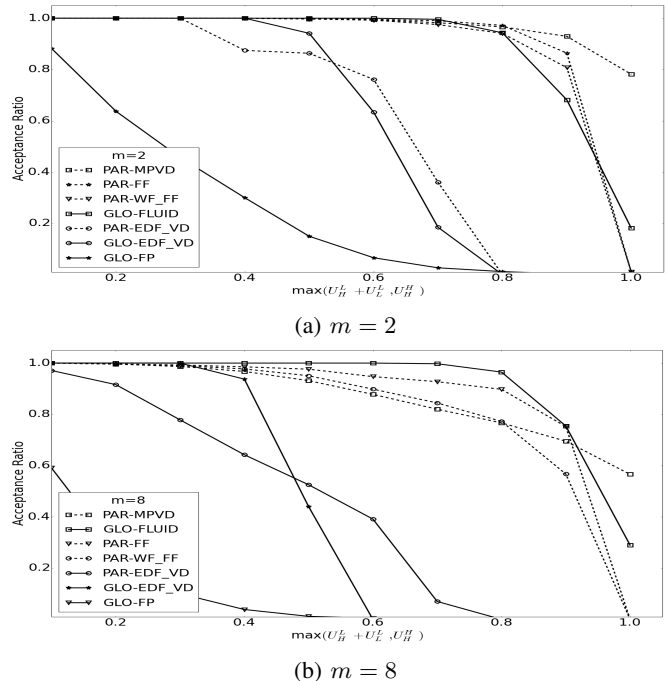 1.0
0.8
0.6
0.4
0.2
Acceptance Ratio
m=2
PAR-MPVD
PAR-FF
PAR-WF_FF
GLO-FLUID
PAR-EDF_VD
GLO-EDF_VD
GLO-FP
0.2 0.4 0.6 0.8 1.0
max(U_H^L + U_L^L , U_H^H )
(a) m = 2
1.0
0.8
0.6
0.4
0.2
Acceptance Ratio
m=8
PAR-MPVD
GLO-FLUID
PAR-FF
PAR-WF_FF
PAR-EDF_VD
GLO-EDF_VD
GLO-FP
0.2 0.4 0.6 0.8 1.0
max(U_H^L + U_L^L , U_H^H )
(b) m = 8